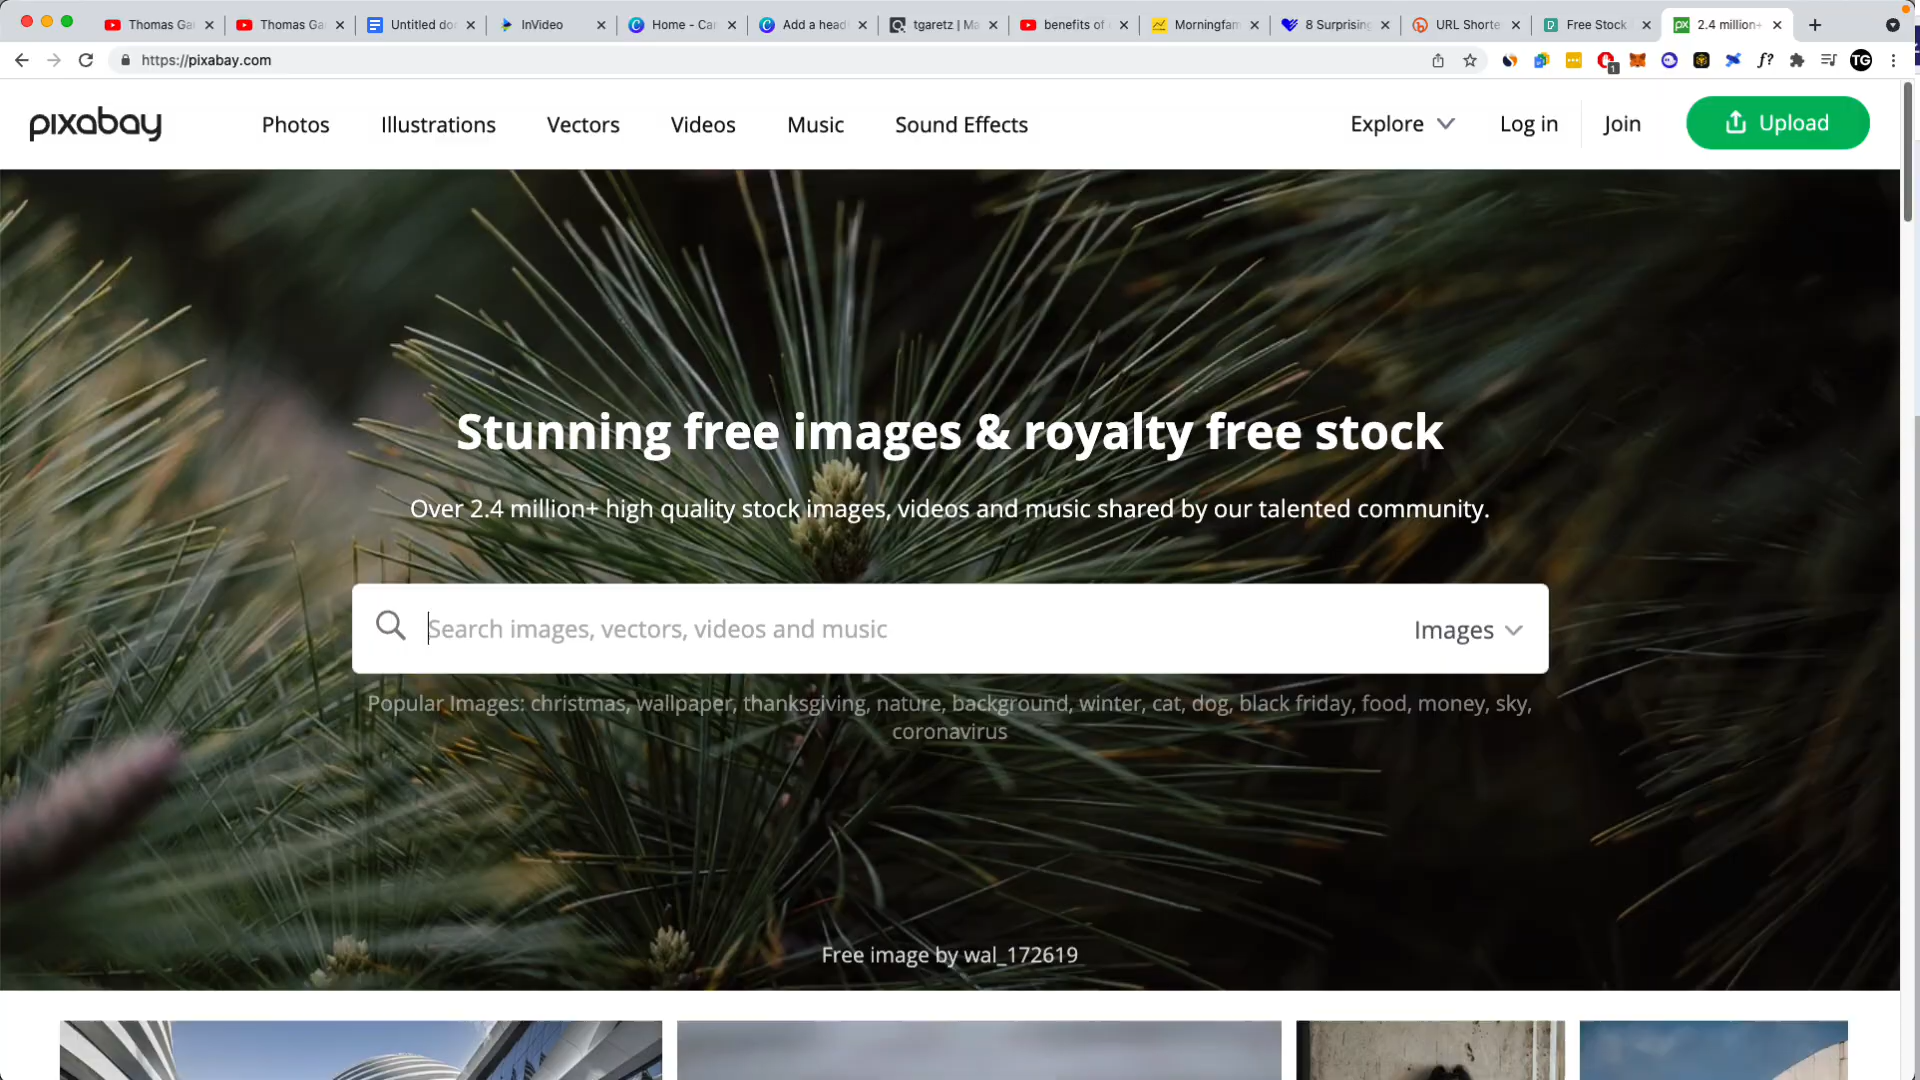 Thomas Ga
Thomas Ga
Untitled do
InVideo
Home - Ca
Add a head
tgaretz | Ma
benefits of
Morningfam
8 Surprising
URL Shorte
Free Stock
2.4 million+
https://pixabay.com
1
TG
pixabay
Photos
Illustrations
Vectors
Videos
Music
Sound Effects
Explore
Log in
Join
Upload
Stunning free images & royalty free stock
Over 2.4 million+ high quality stock images, videos and music shared by our talented community.
Search images, vectors, videos and music
Images
Popular Images: christmas, wallpaper, thanksgiving, nature, background, winter, cat, dog, black friday, food, money, sky,
coronavirus
Free image by wal_172619